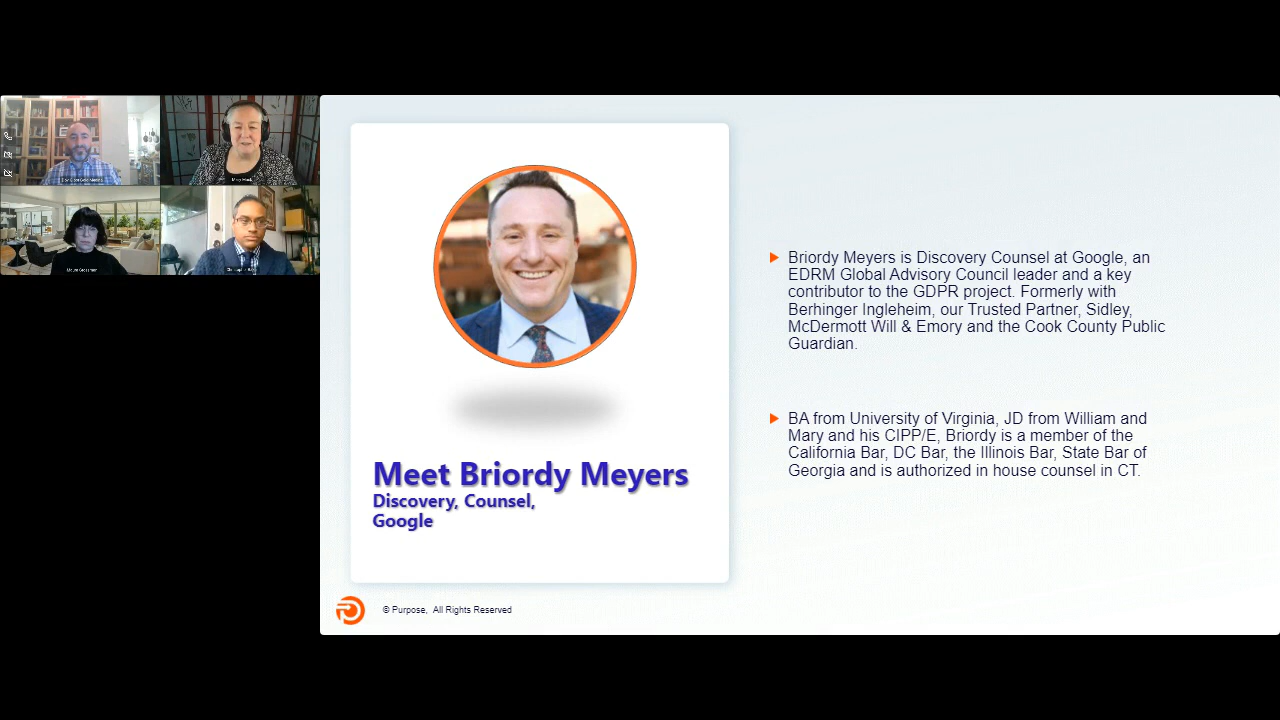 Mary Mack
Maura Grossman
Meet Briordy Meyers
Discovery, Counsel,
Google
Briordy Meyers is Discovery Counsel at Google, an
EDRM Global Advisory Council leader and a key
contributor to the GDPR project. Formerly with
Berhinger Ingleheim, our Trusted Partner, Sidley,
McDermott Will & Emory and the Cook County Public
Guardian.
BA from University of Virginia, JD from William and
Mary and his CIPP/E, Briordy is a member of the
California Bar, DC Bar, the Illinois Bar, State Bar of
Georgia and is authorized in house counsel in CT.
© Purpose, All Rights Reserved